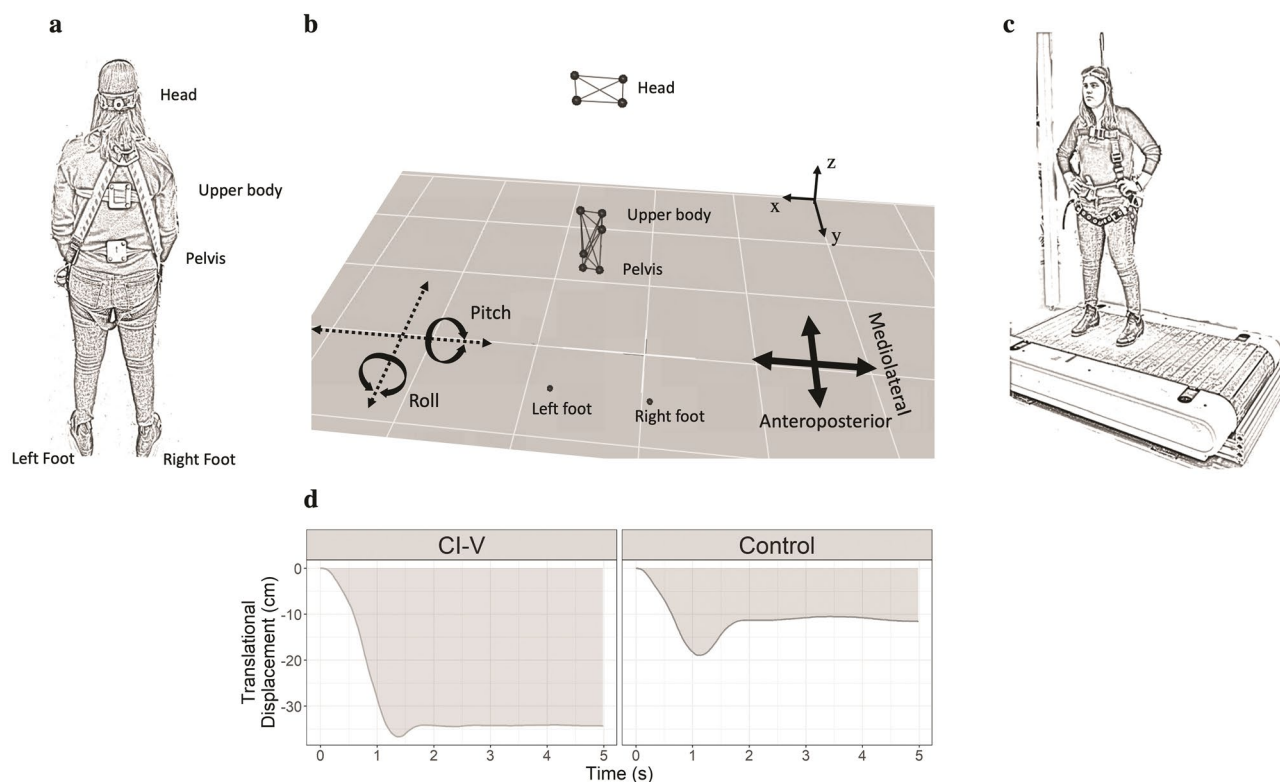 a
Head
Upper body
Pelvis
Left Foot
Right Foot
b
Head
z
x
y
Upper body
Pelvis
Pitch
Roll
Left foot
Right foot
Mediolateral
Anteroposterior
c
d
CI-V
Control
Translational
Displacement (cm)
0
-10
-20
-30
0 1 2 3 4 5
0 1 2 3 4 5
Time (s)